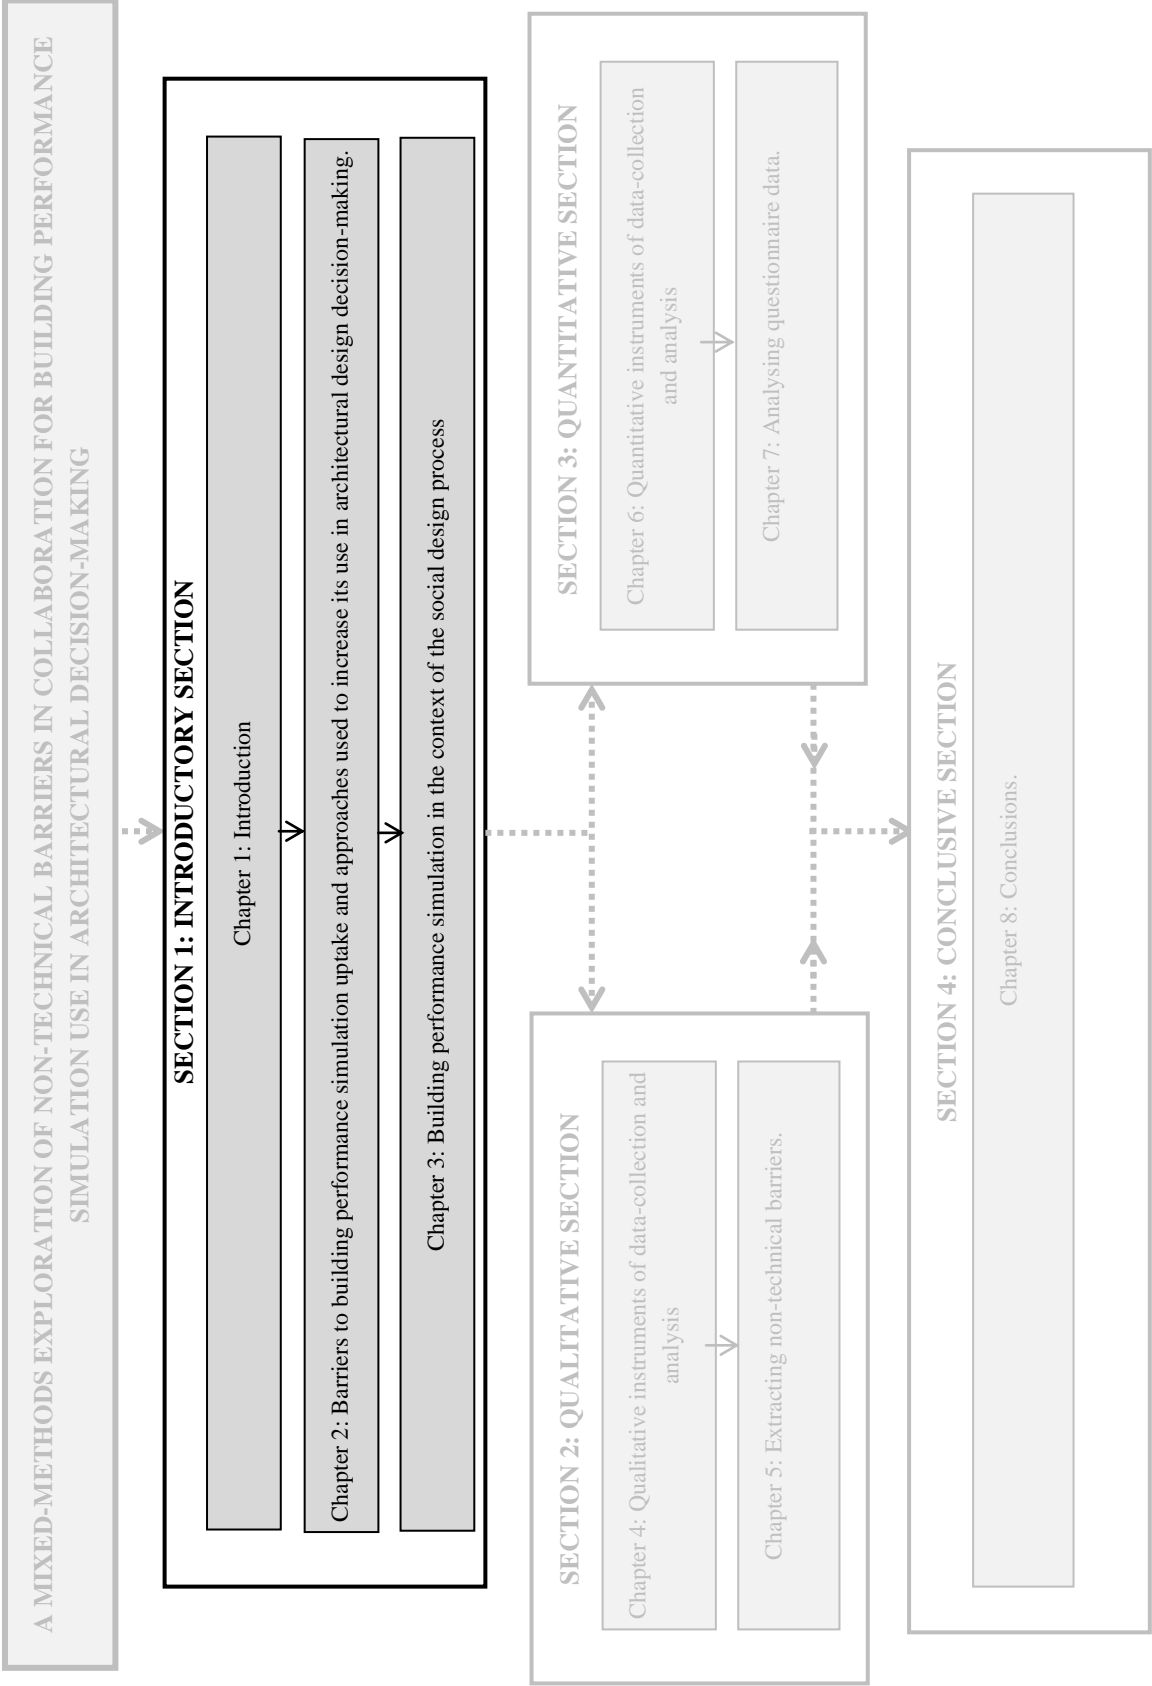 A MIXED-METHODS EXPLORATION OF NON-TECHNICAL BARRIERS IN COLLABORATION FOR BUILDING PERFORMANCE
SIMULATION USE IN ARCHITECTURAL DECISION-MAKING
SECTION 1: INTRODUCTORY SECTION
Chapter 1: Introduction
Chapter 2: Barriers to building performance simulation uptake and approaches used to increase its use in architectural design decision-making.
Chapter 3: Building performance simulation in the context of the social design process
SECTION 2: QUALITATIVE SECTION
Chapter 4: Qualitative instruments of data-collection and
analysis
Chapter 5: Extracting non-technical barriers.
SECTION 3: QUANTITATIVE SECTION
Chapter 6: Quantitative instruments of data-collection
and analysis
Chapter 7: Analysing questionnaire data.
SECTION 4: CONCLUSIVE SECTION
Chapter 8: Conclusions.